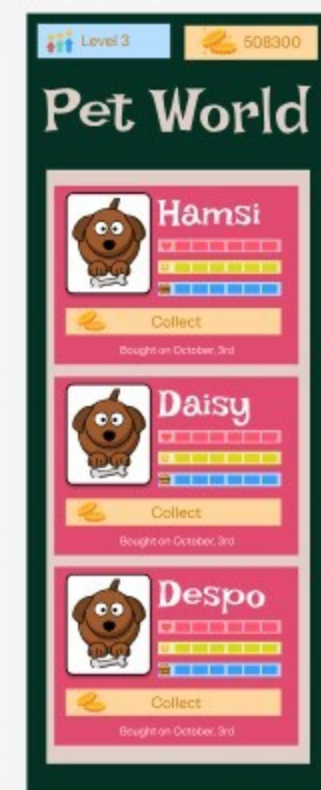 Level 3
508300
Pet World
Hamsi
Collect
Bought on October, 3rd
Daisy
Collect
Bought on October, 3rd
Despo
Collect
Bought on October, 3rd